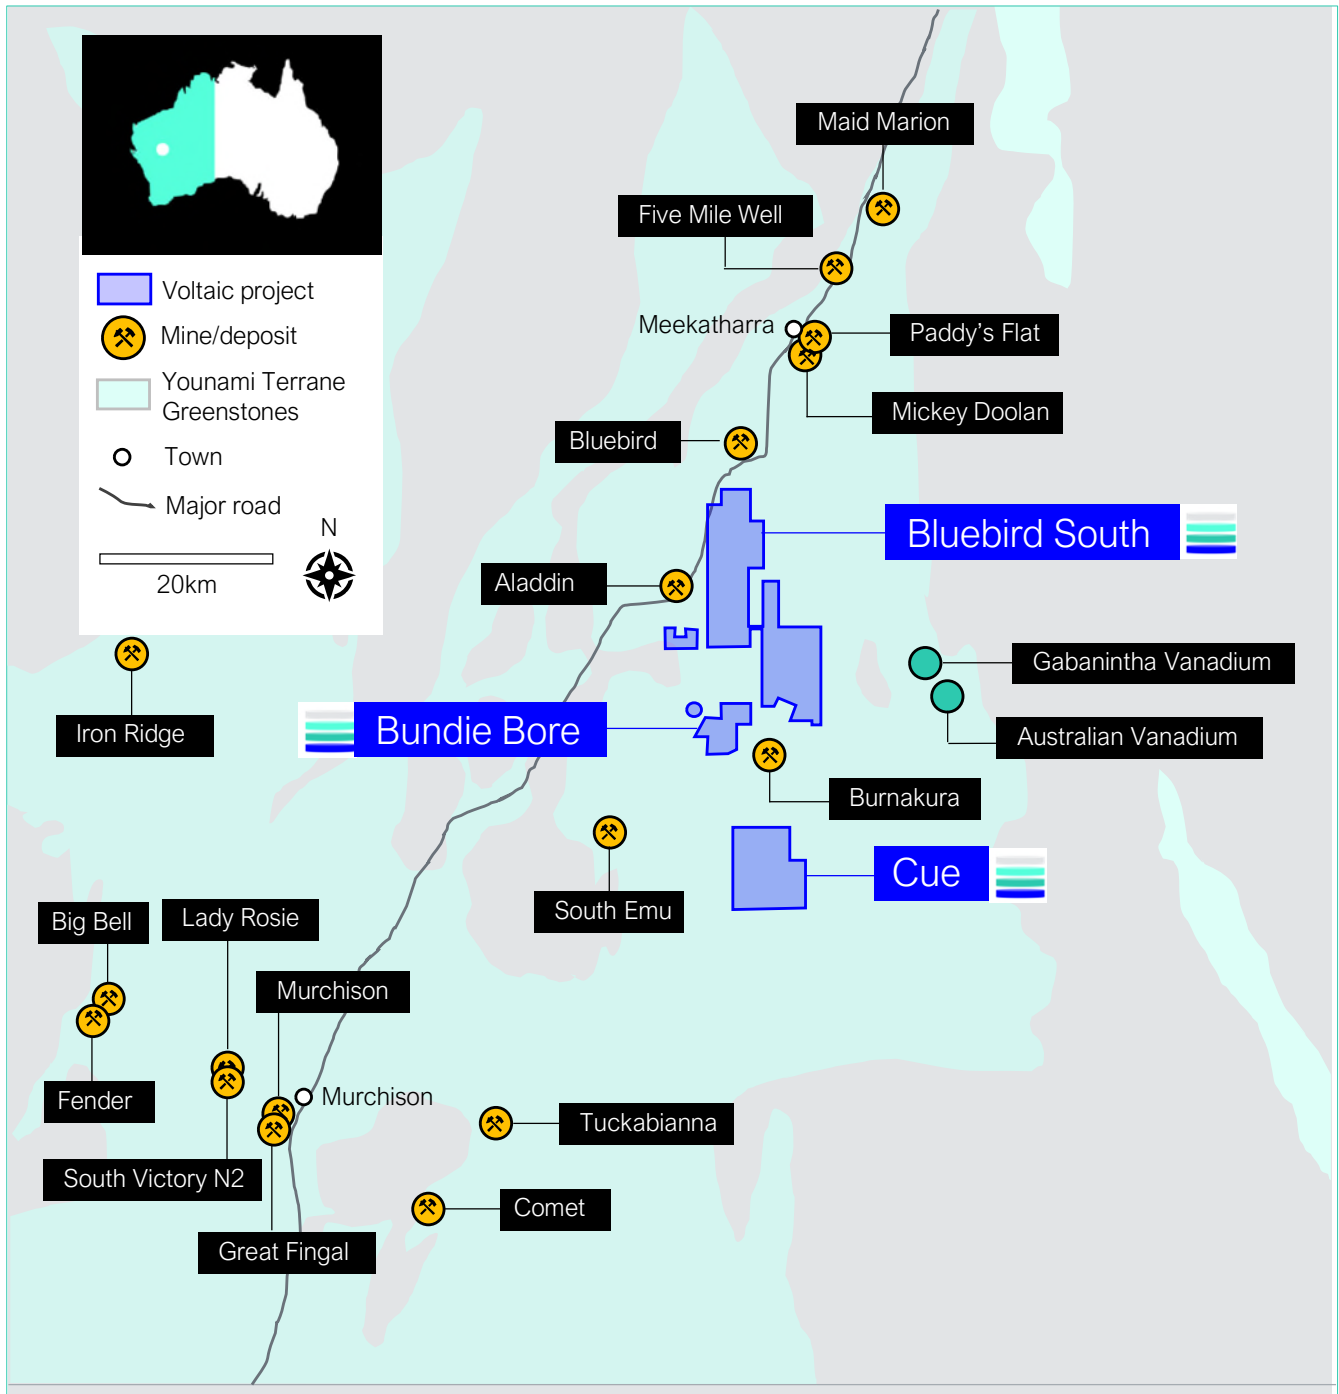 Maid Marion
Five Mile Well
Voltaic project
Meekatharra
Paddy's Flat
Mine/deposit
Younami Terrane
Greenstones
Mickey Doolan
Bluebird
Town
Major road
N
Bluebird South
20km
Aladdin
Gabanintha Vanadium
Iron Ridge
Bundie Bore
Australian Vanadium
Burnakura
Cue
South Emu
Big Bell
Lady Rosie
Murchison
Fender
Murchison
Tuckabianna
South Victory N2
Comet
Great Fingal